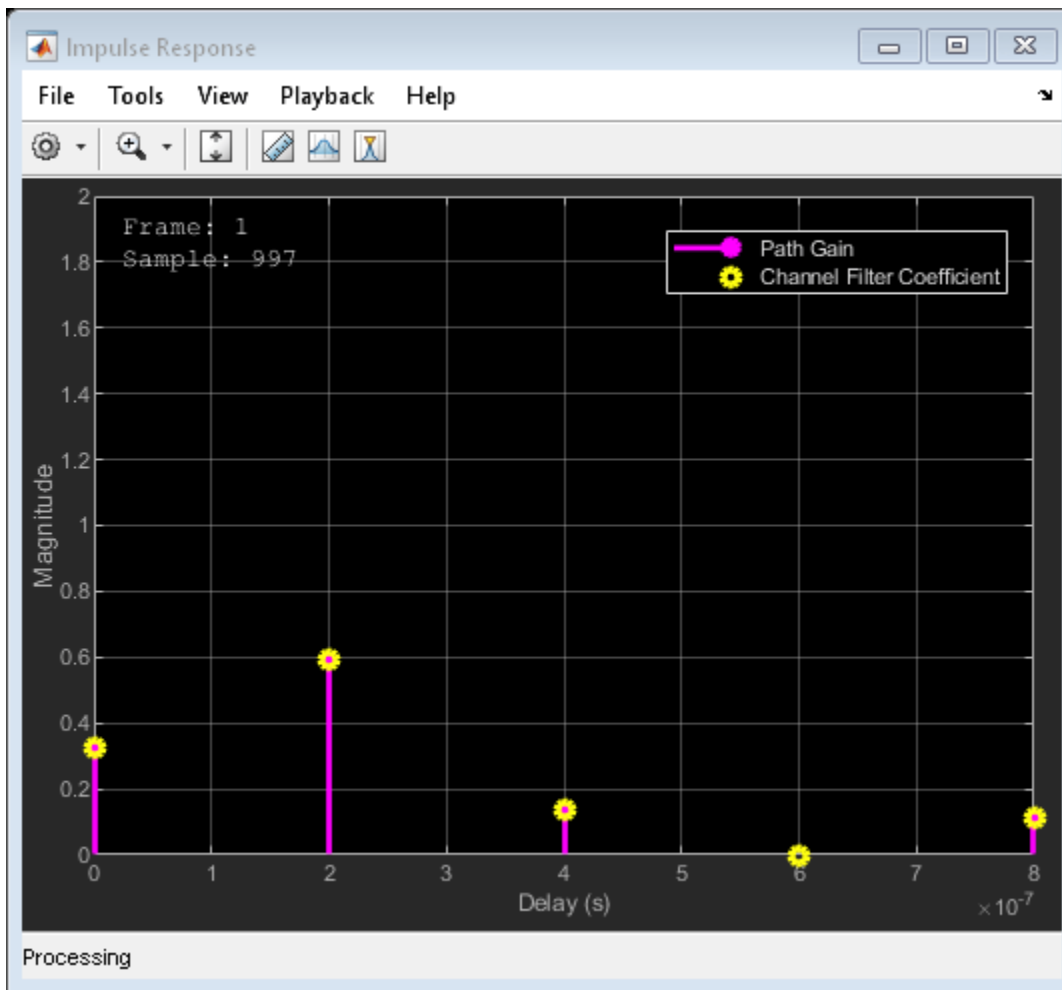 Impulse Response
File Tools View Playback Help
Frame: 1
Sample: 997
Path Gain
Channel Filter Coefficient
2
1.8
1.6
1.4
1.2
1
0.8
0.6
0.4
0.2
0
Magnitude
0 1 2 3 4 5 6 7 8
Delay (s)
×10⁻⁷
Processing